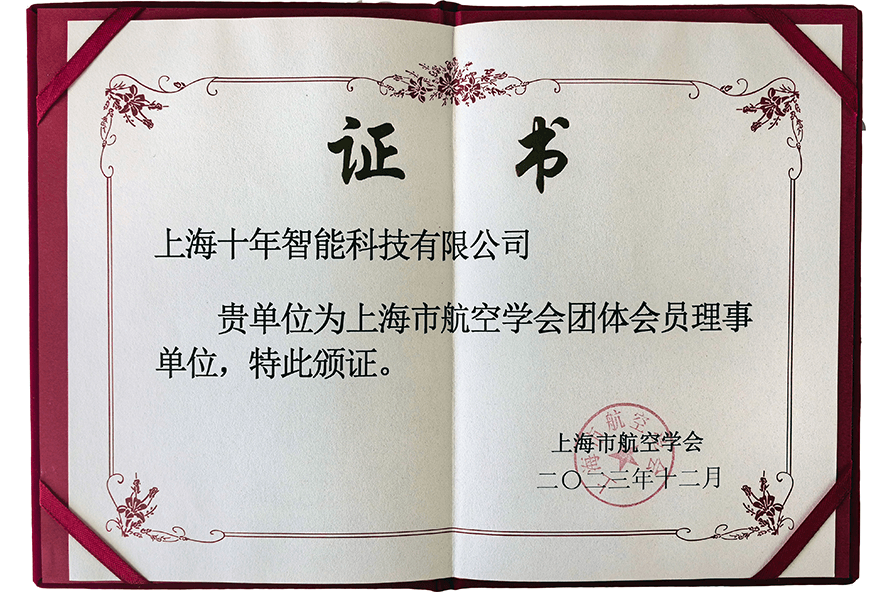 证 书
上海十年智能科技有限公司
贵单位为上海市航空学会团体会员理事
单位，特此颁证。
上海市航空学会
二〇二三年十二月